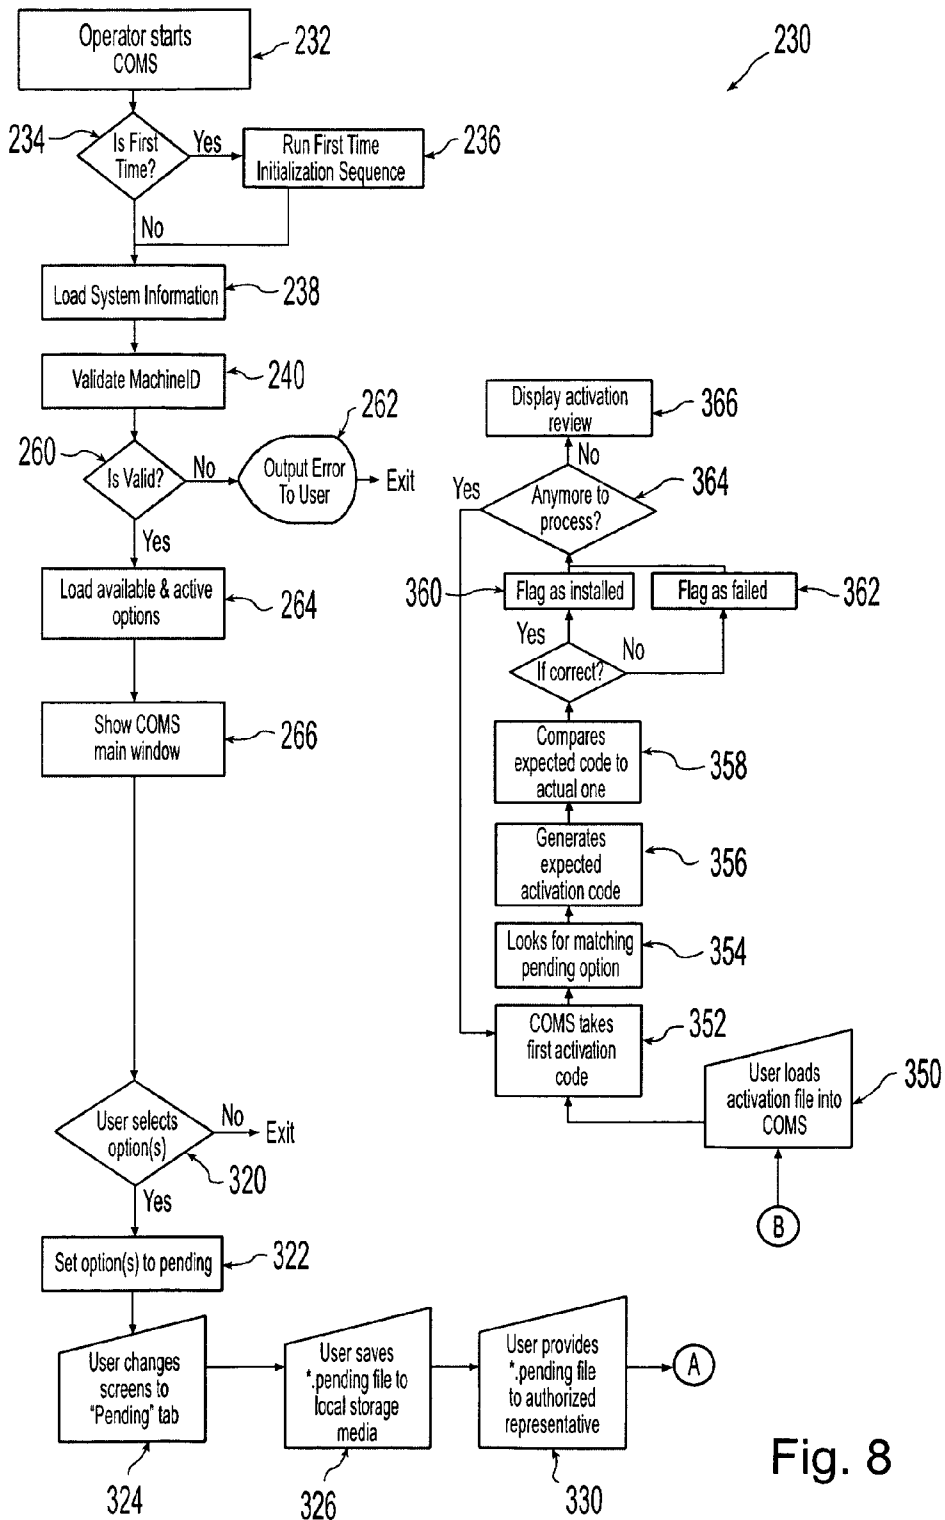 Operator starts
COMS
232
230
234
Is First
Time?
Yes
Run First Time
Initialization Sequence
236
No
Load System Information
238
Validate MachineID
240
260
Is Valid?
No
Output Error
To User
262
Exit
Yes
Load available & active
options
264
Show COMS
main window
266
User selects
option(s)
No
Exit
320
Yes
Set option(s) to pending
322
User changes
screens to
"Pending" tab
324
User saves
*.pending file to
local storage
media
326
User provides
*.pending file
to authorized
representative
330
A
Display activation
review
366
No
Yes
Anymore to
process?
364
360
Flag as installed
Flag as failed
362
Yes
If correct?
No
Compares
expected code to
actual one
358
Generates
expected
activation code
356
Looks for matching
pending option
354
COMS takes
first activation
code
352
User loads
activation file into
COMS
350
B
Fig. 8